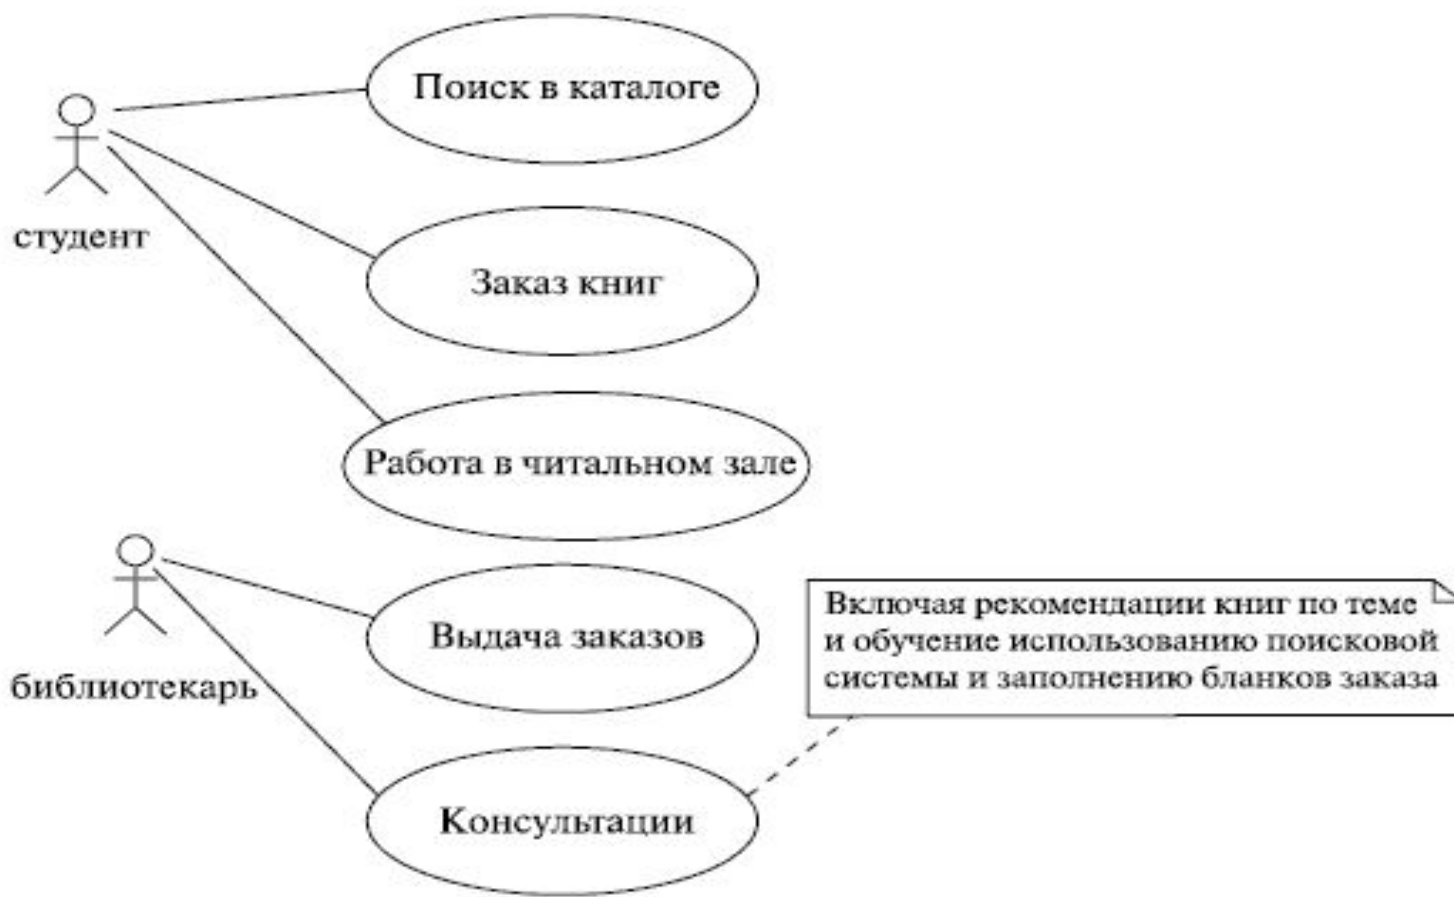 Поиск в каталоге
студент
Заказ книг
Работа в читальном зале
Выдача заказов
библиотекарь
Включая рекомендации книг по теме
и обучение использованию поисковой
системы и заполнению бланков заказа
Консультации